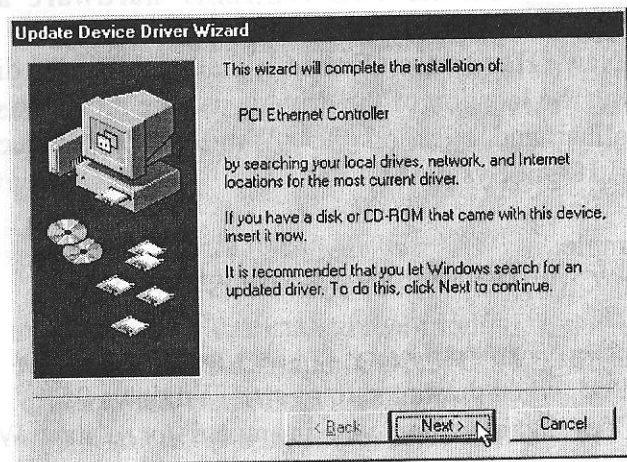 Update Device Driver Wizard
This wizard will complete the installation of:
PCI Ethernet Controller
by searching your local drives, network, and Internet
locations for the most current driver.
If you have a disk or CD-ROM that came with this device,
insert it now.
It is recommended that you let Windows search for an
updated driver. To do this, click Next to continue.
< Back
Next >
Cancel